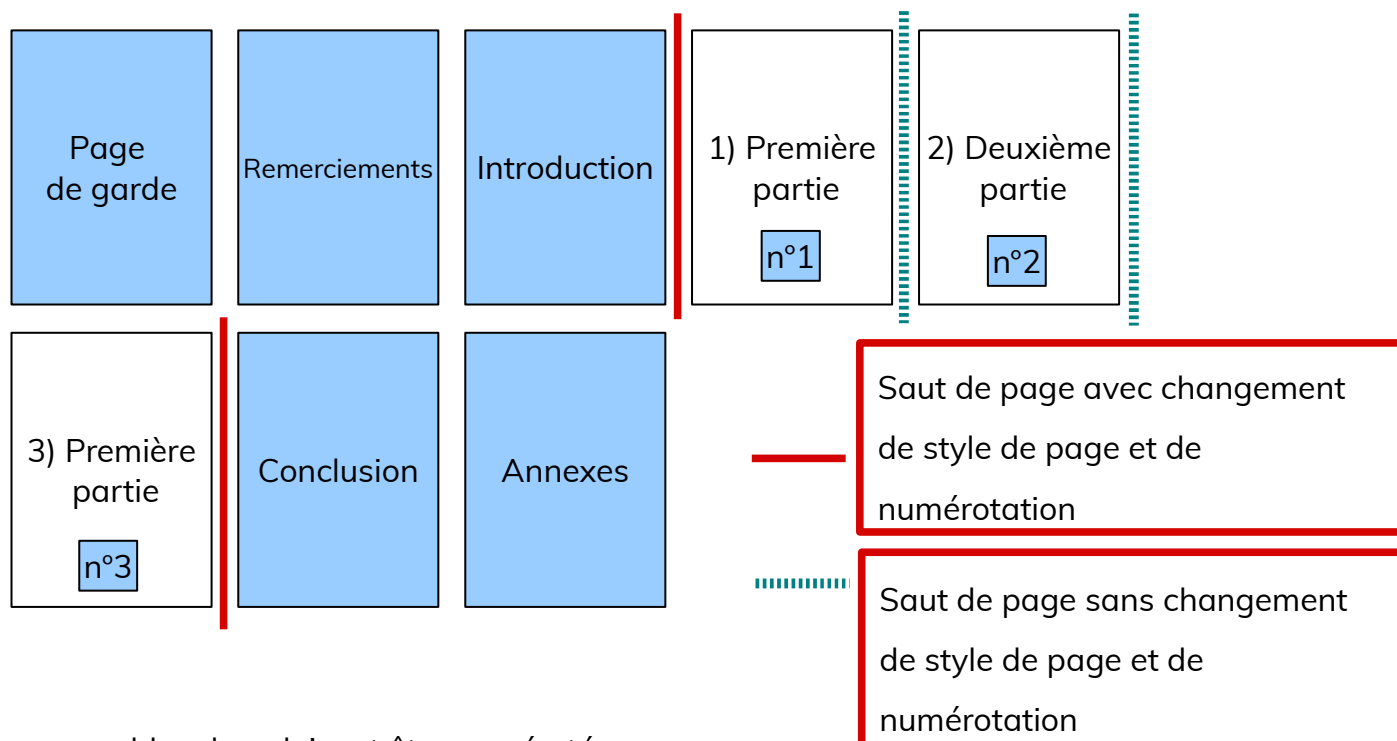 Page
de garde
Remerciements
Introduction
1) Première
partie
n°1
2) Deuxième
partie
n°2
3) Première
partie
n°3
Conclusion
Annexes
Saut de page avec changement
de style de page et de
numérotation
Saut de page sans changement
de style de page et de
numérotation